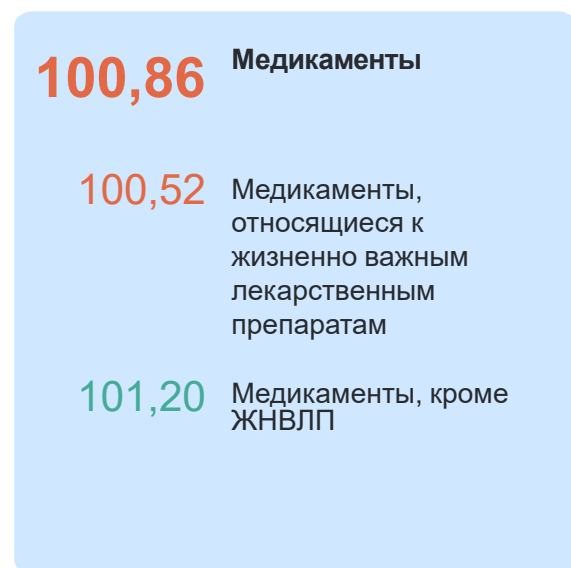 100,86 Медикаменты
100,52 Медикаменты,
относящиеся к
жизненно важным
лекарственным
препаратам
101,20 Медикаменты, кроме
ЖНВЛП